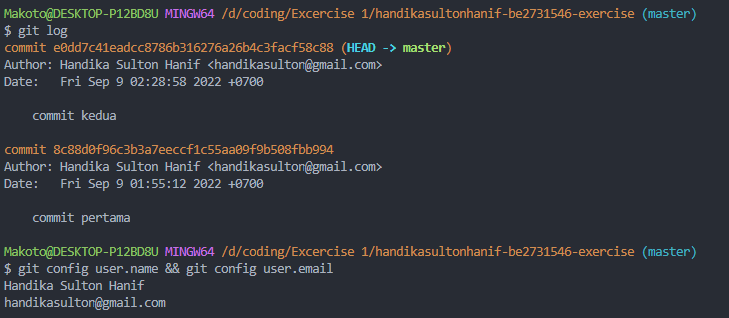 Makoto@DESKTOP-P12BD8U MINGW64 /d/coding/Excercise 1/handikasultonhanif-be2731546-exercise (master)
$ git log
commit e0dd7c41eadcc8786b316276a26b4c3facf58c88 (HEAD -> master)
Author: Handika Sulton Hanif <handikasulton@gmail.com>
Date:   Fri Sep 9 02:28:58 2022 +0700
    commit kedua
commit 8c88d0f96c3b3a7eeccf1c55aa09f9b508fbb994
Author: Handika Sulton Hanif <handikasulton@gmail.com>
Date:   Fri Sep 9 01:55:12 2022 +0700
    commit pertama
Makoto@DESKTOP-P12BD8U MINGW64 /d/coding/Excercise 1/handikasultonhanif-be2731546-exercise (master)
$ git config user.name && git config user.email
Handika Sulton Hanif
handikasulton@gmail.com